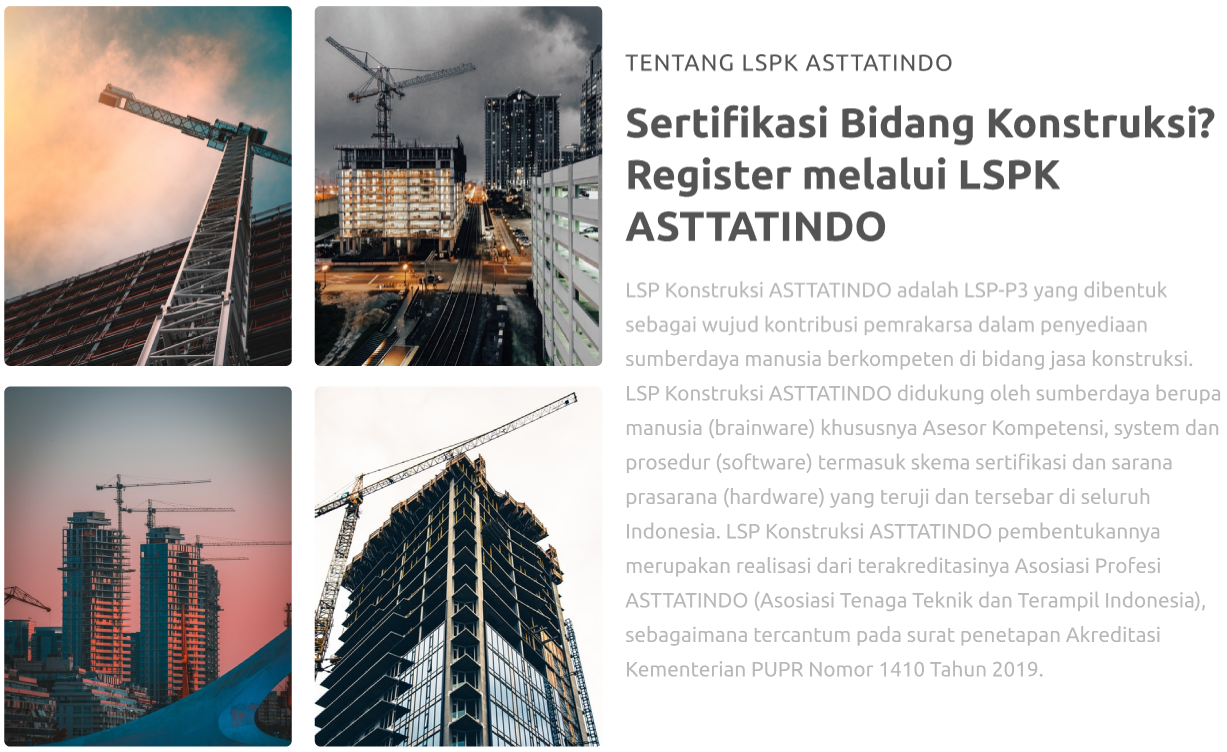 TENTANG LSPK ASTTATINDO
Sertifikasi Bidang Konstruksi?
Register melalui LSPK
ASTTATINDO
LSP Konstruksi ASTTATINDO adalah LSP-P3 yang dibentuk
sebagai wujud kontribusi pemrakarsa dalam penyediaan
sumberdaya manusia berkompeten di bidang jasa konstruksi.
LSP Konstruksi ASTTATINDO didukung oleh sumberdaya berupa
manusia (brainware) khususnya Asesor Kompetensi, system dan
prosedur (software) termasuk skema sertifikasi dan sarana
prasarana (hardware) yang teruji dan tersebar di seluruh
Indonesia. LSP Konstruksi ASTTATINDO pembentukannya
merupakan realisasi dari terakreditasinya Asosiasi Profesi
ASTTATINDO (Asosiasi Tenaga Teknik dan Terampil Indonesia),
sebagaimana tercantum pada surat penetapan Akreditasi
Kementerian PUPR Nomor 1410 Tahun 2019.